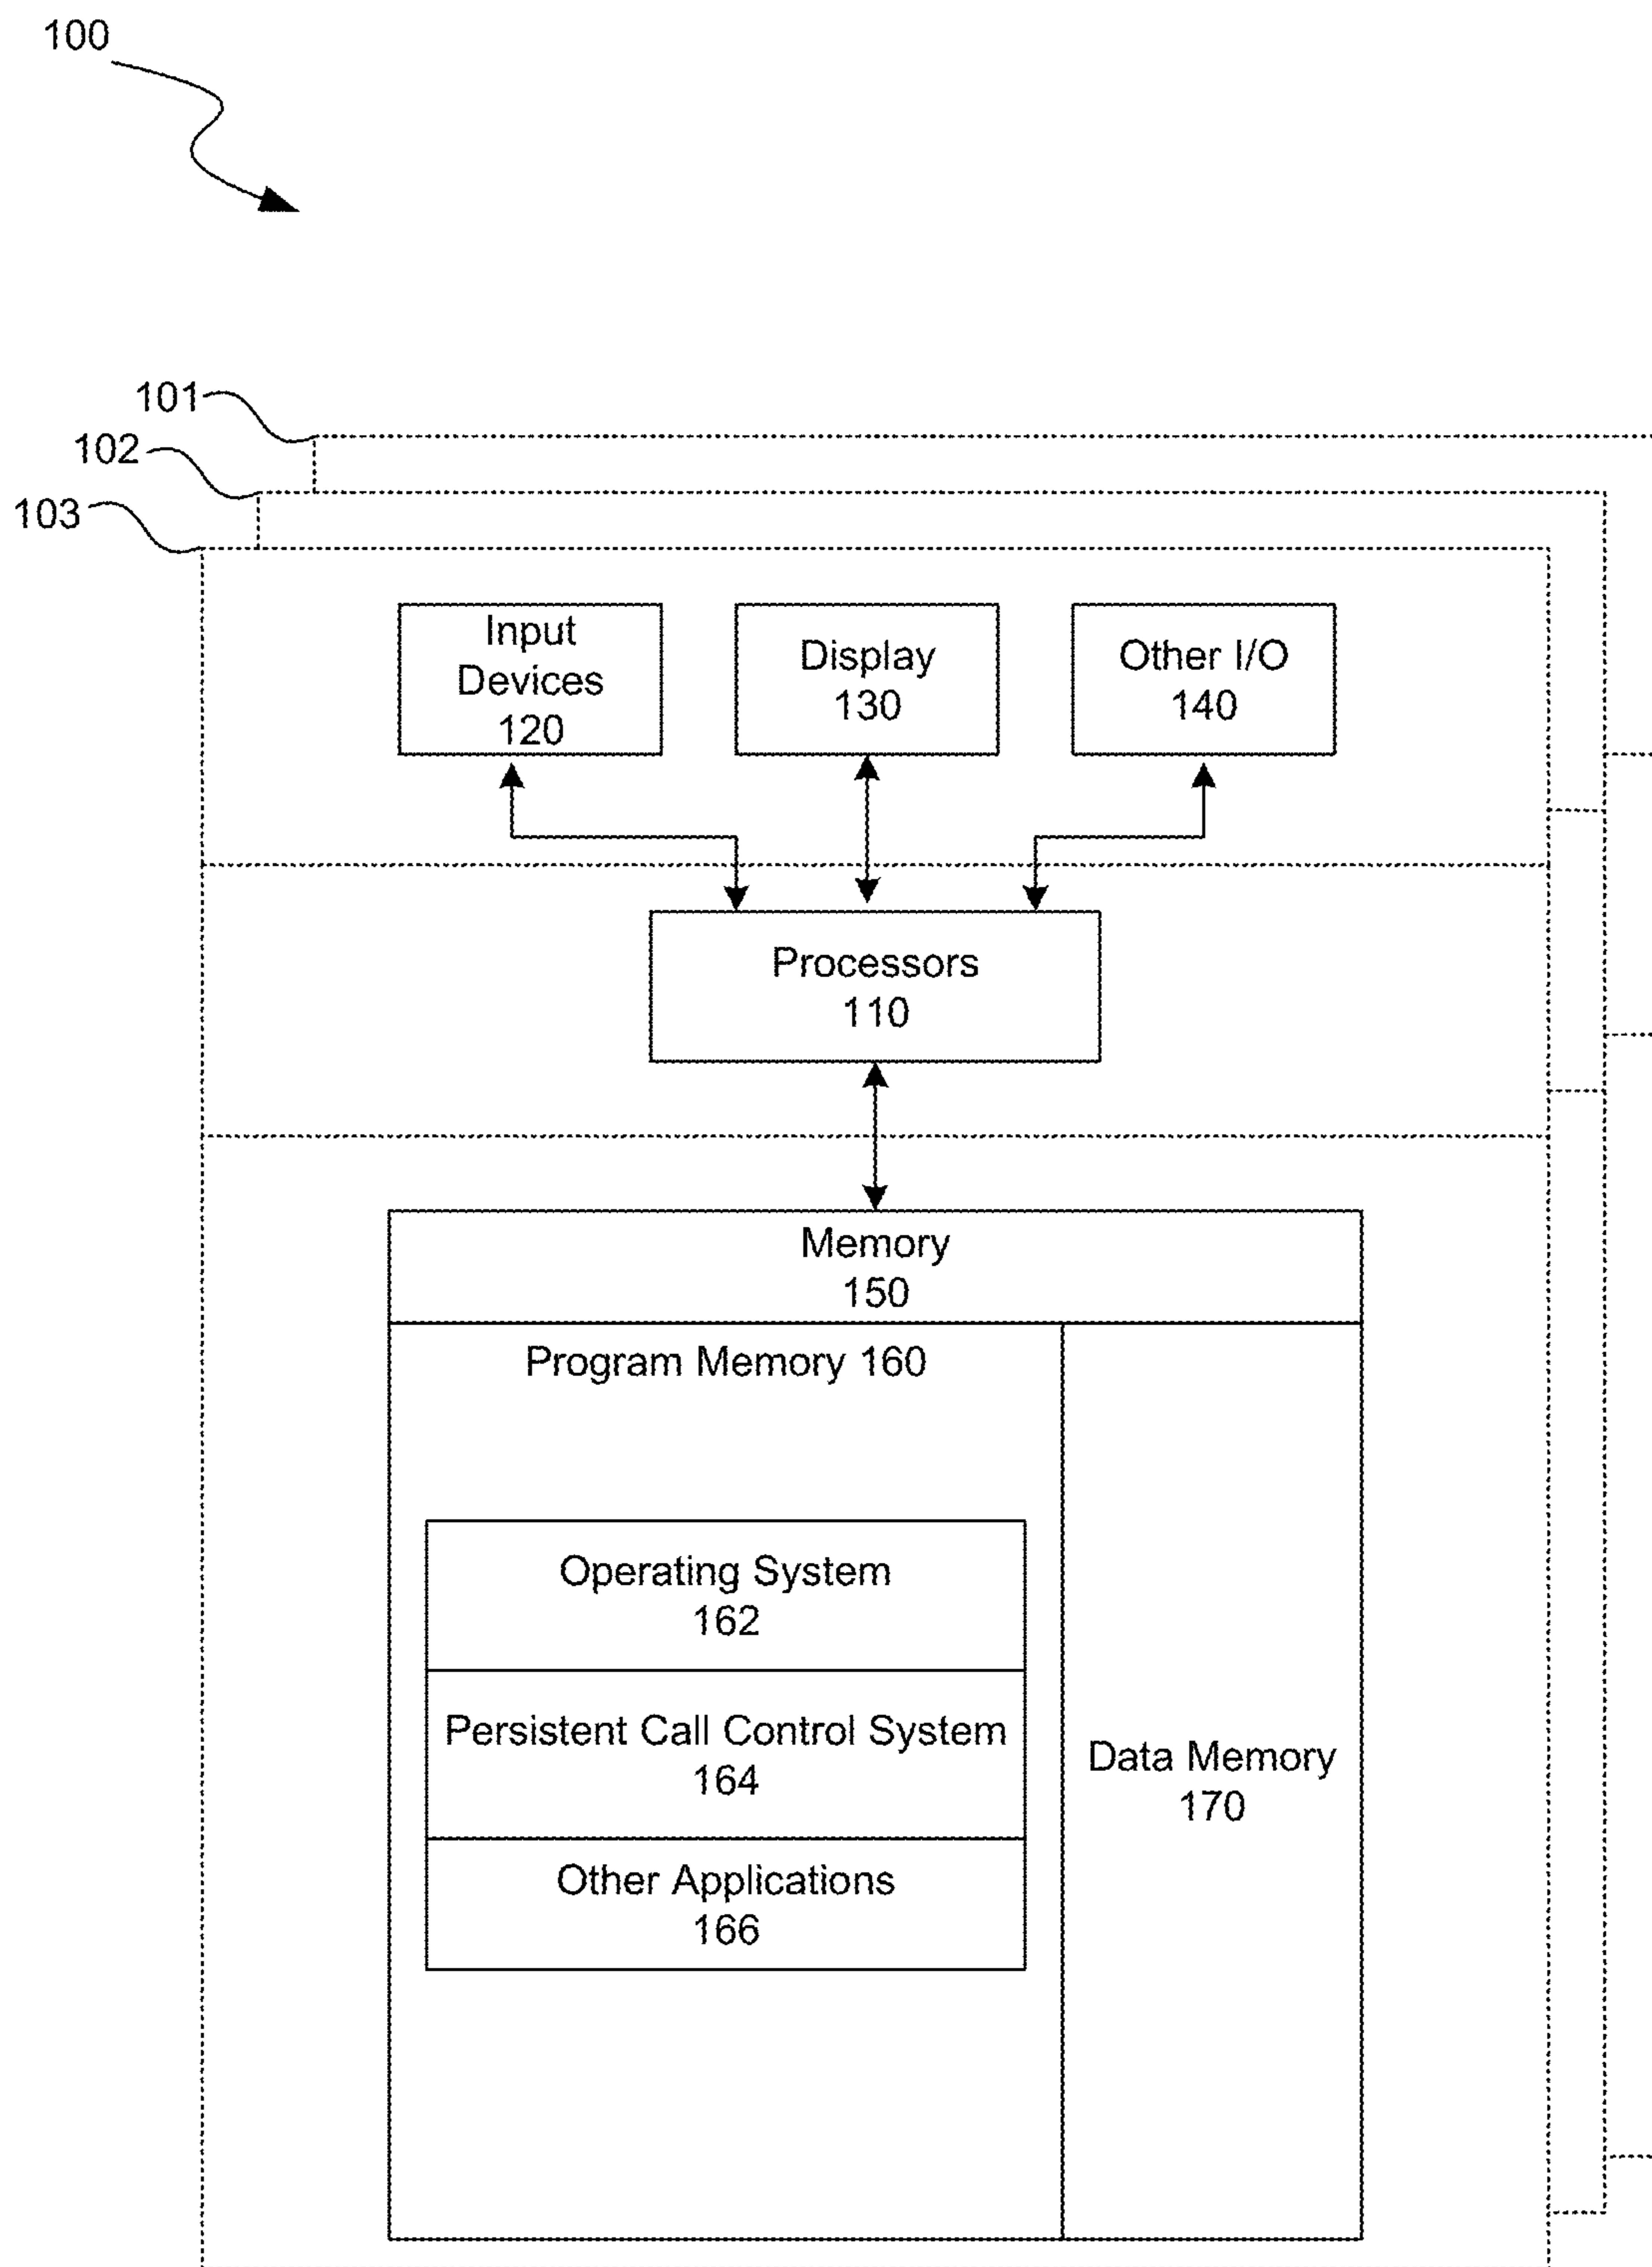 100
101
102
103
Input
Devices
120
Display
130
Other I/O
140
Processors
110
Memory
150
Program Memory 160
Operating System
162
Persistent Call Control System
164
Other Applications
166
Data Memory
170